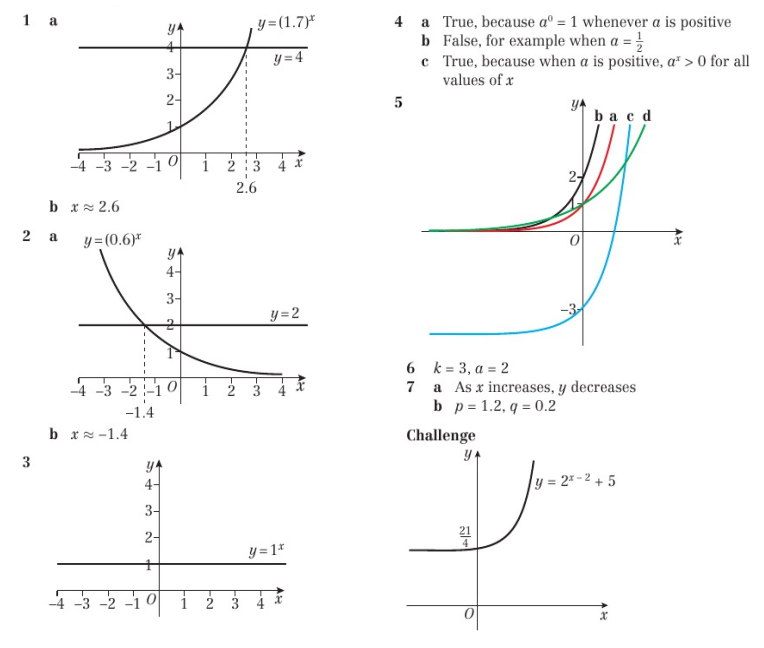 1 a
y
y=(1.7)ˣ
4
y=4
3
2
1
-4 -3 -2 -1 O 1 2 3 4 x
2.6
b x ≈ 2.6
2 a y=(0.6)ˣ
y
4
3
y=2
2
1
-4 -3 -2 -1 O 1 2 3 4 x
-1.4
b x ≈ -1.4
3
y
4
3
2
y=1ˣ
1
-4 -3 -2 -1 O 1 2 3 4 x
4 a True, because a⁰ = 1 whenever a is positive
b False, for example when a = 1/2
c True, because when a is positive, aˣ > 0 for all
values of x
5
y
b a c d
2
1
O x
-3
6 k = 3, a = 2
7 a As x increases, y decreases
b p = 1.2, q = 0.2
Challenge
y
y = 2ˣ⁻² + 5
21/4
O x